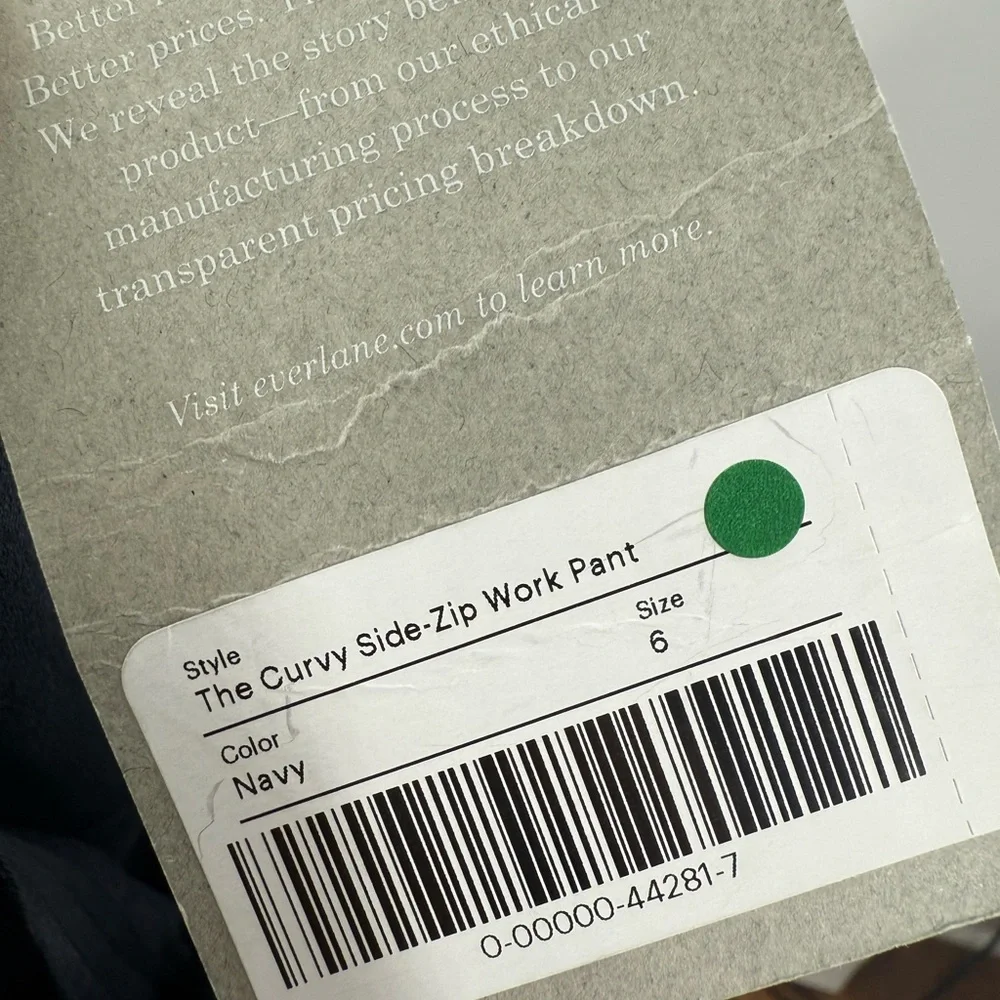 Better
Better prices.
We reveal the story
product—from our ethical
manufacturing process to our
transparent pricing breakdown.
Visit everlane.com to learn more.
Style
The Curvy Side-Zip Work Pant
Size
6
Color
Navy
0-00000-44281-7